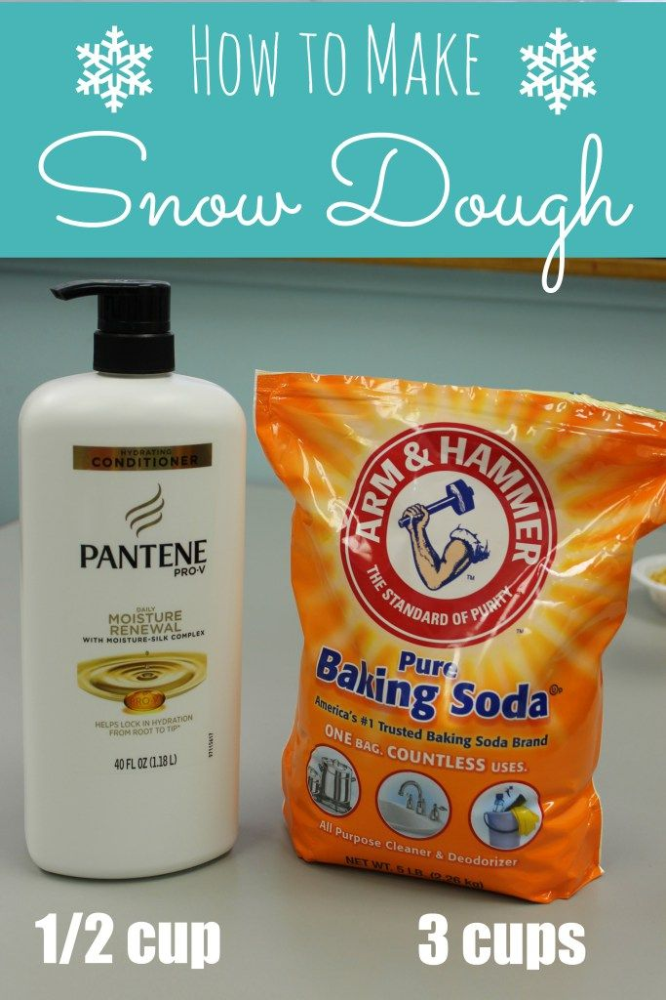 How to Make
Snow Dough
HYDRATING
CONDITIONER
PANTENE
PRO-V
DAILY
MOISTURE
RENEWAL
WITH MOISTURE-SILK COMPLEX
PRO-V
HELPS LOCK IN HYDRATION
FROM ROOT TO TIP*
40 FL OZ (1.18 L)
97115617
ARM & HAMMER
TM
THE STANDARD OF PURITY
TM
Pure
Baking Soda
America's #1 Trusted Baking Soda Brand
ONE BAG. COUNTLESS USES.
All Purpose Cleaner & Deodorizer
NET WT. 5 LB. (2.26 kg)
1/2 cup
3 cups